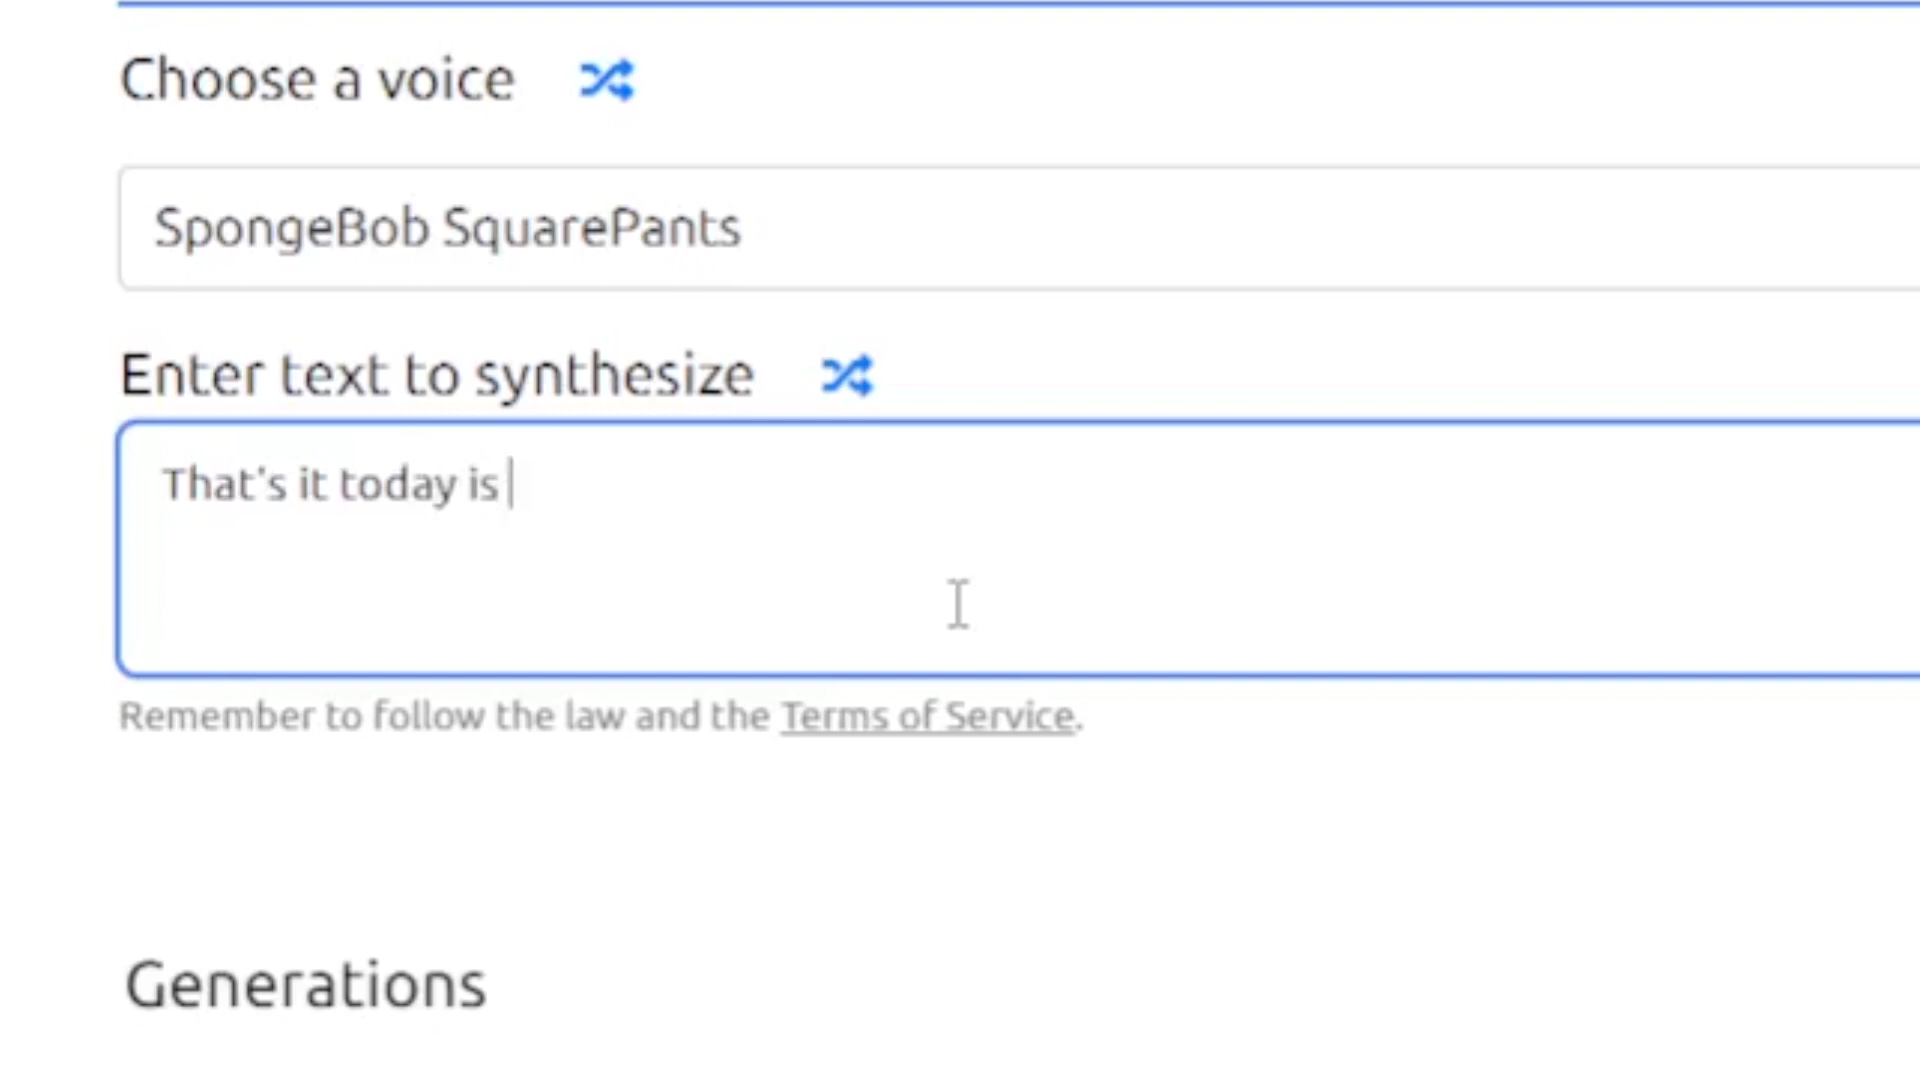 Choose a voice
SpongeBob SquarePants
Enter text to synthesize
That's it today is
Remember to follow the law and the Terms of Service.
Generations